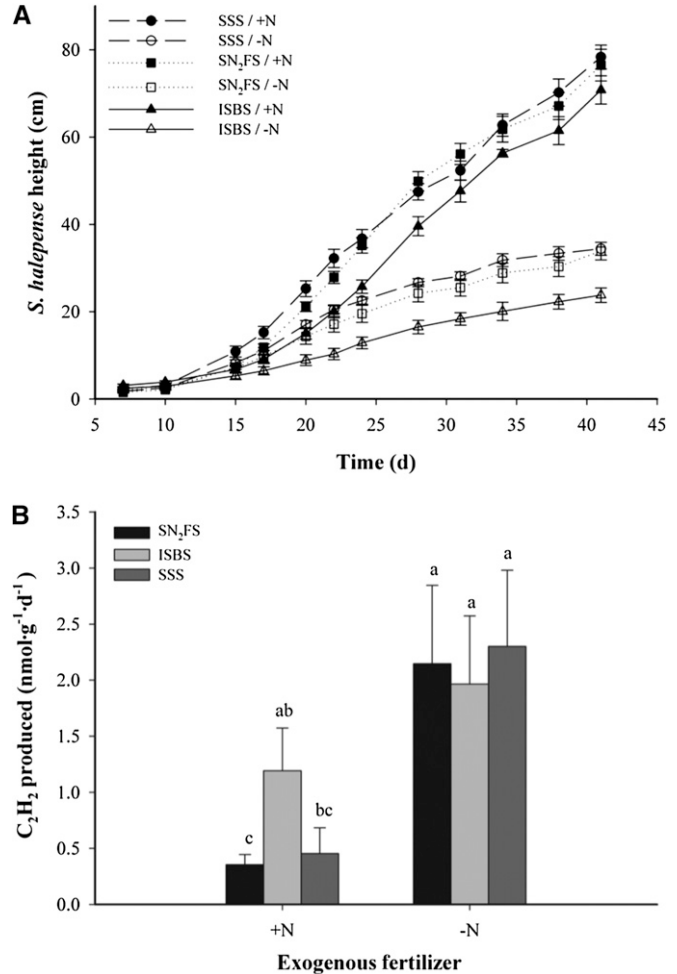 A
SSS / +N
SSS / -N
SN₂FS / +N
SN₂FS / -N
ISBS / +N
ISBS / -N
S. halepense height (cm)
80
60
40
20
0
5 10 15 20 25 30 35 40 45
Time (d)
B
SN₂FS
ISBS
SSS
C₂H₂ produced (nmol·g⁻¹·d⁻¹)
3.5
3.0
2.5
2.0
1.5
1.0
0.5
0.0
c ab bc a a a
+N -N
Exogenous fertilizer